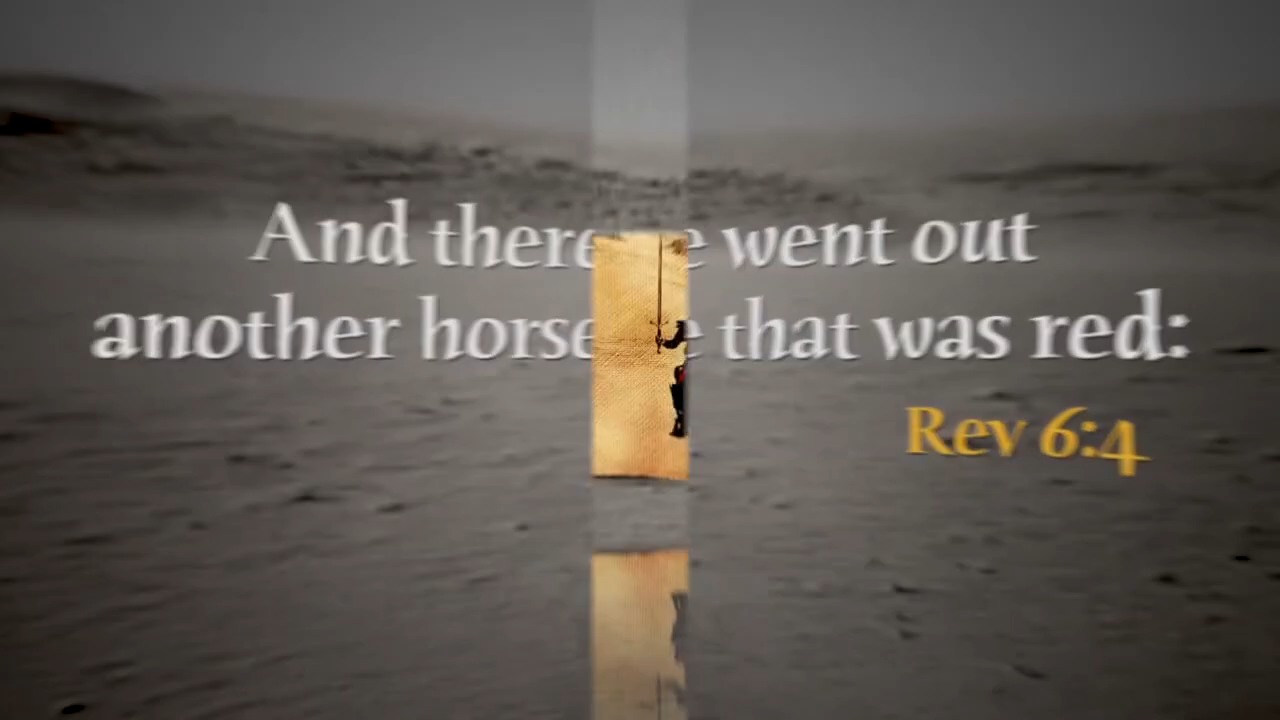 And there went out
another horse that was red:
Rev 6:4